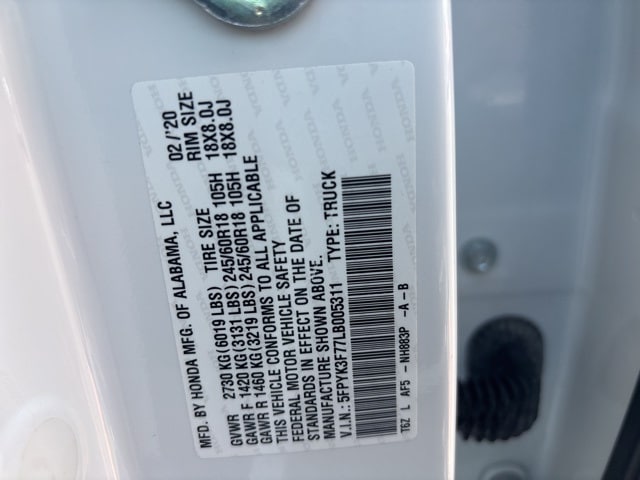 MFD. BY HONDA MFG. OF ALABAMA, LLC 02 /'20
GVWR 2730 KG(6019 LBS) TIRE SIZE RIM SIZE
GAWR F 1420 KG(3131 LBS)245/60R18 105H 18X8.0J
GAWR R 1460 KG(3219 LBS)245/60R18 105H 18X8.0J
THIS VEHICLE CONFORMS TO ALL APPLICABLE
FEDERAL MOTOR VEHICLE SAFETY
STANDARDS IN EFFECT ON THE DATE OF
MANUFACTURE SHOWN ABOVE.
V.I.N.: 5FPYK3F77LB005311 TYPE: TRUCK
T6Z L AF5 - NH883P -A-B